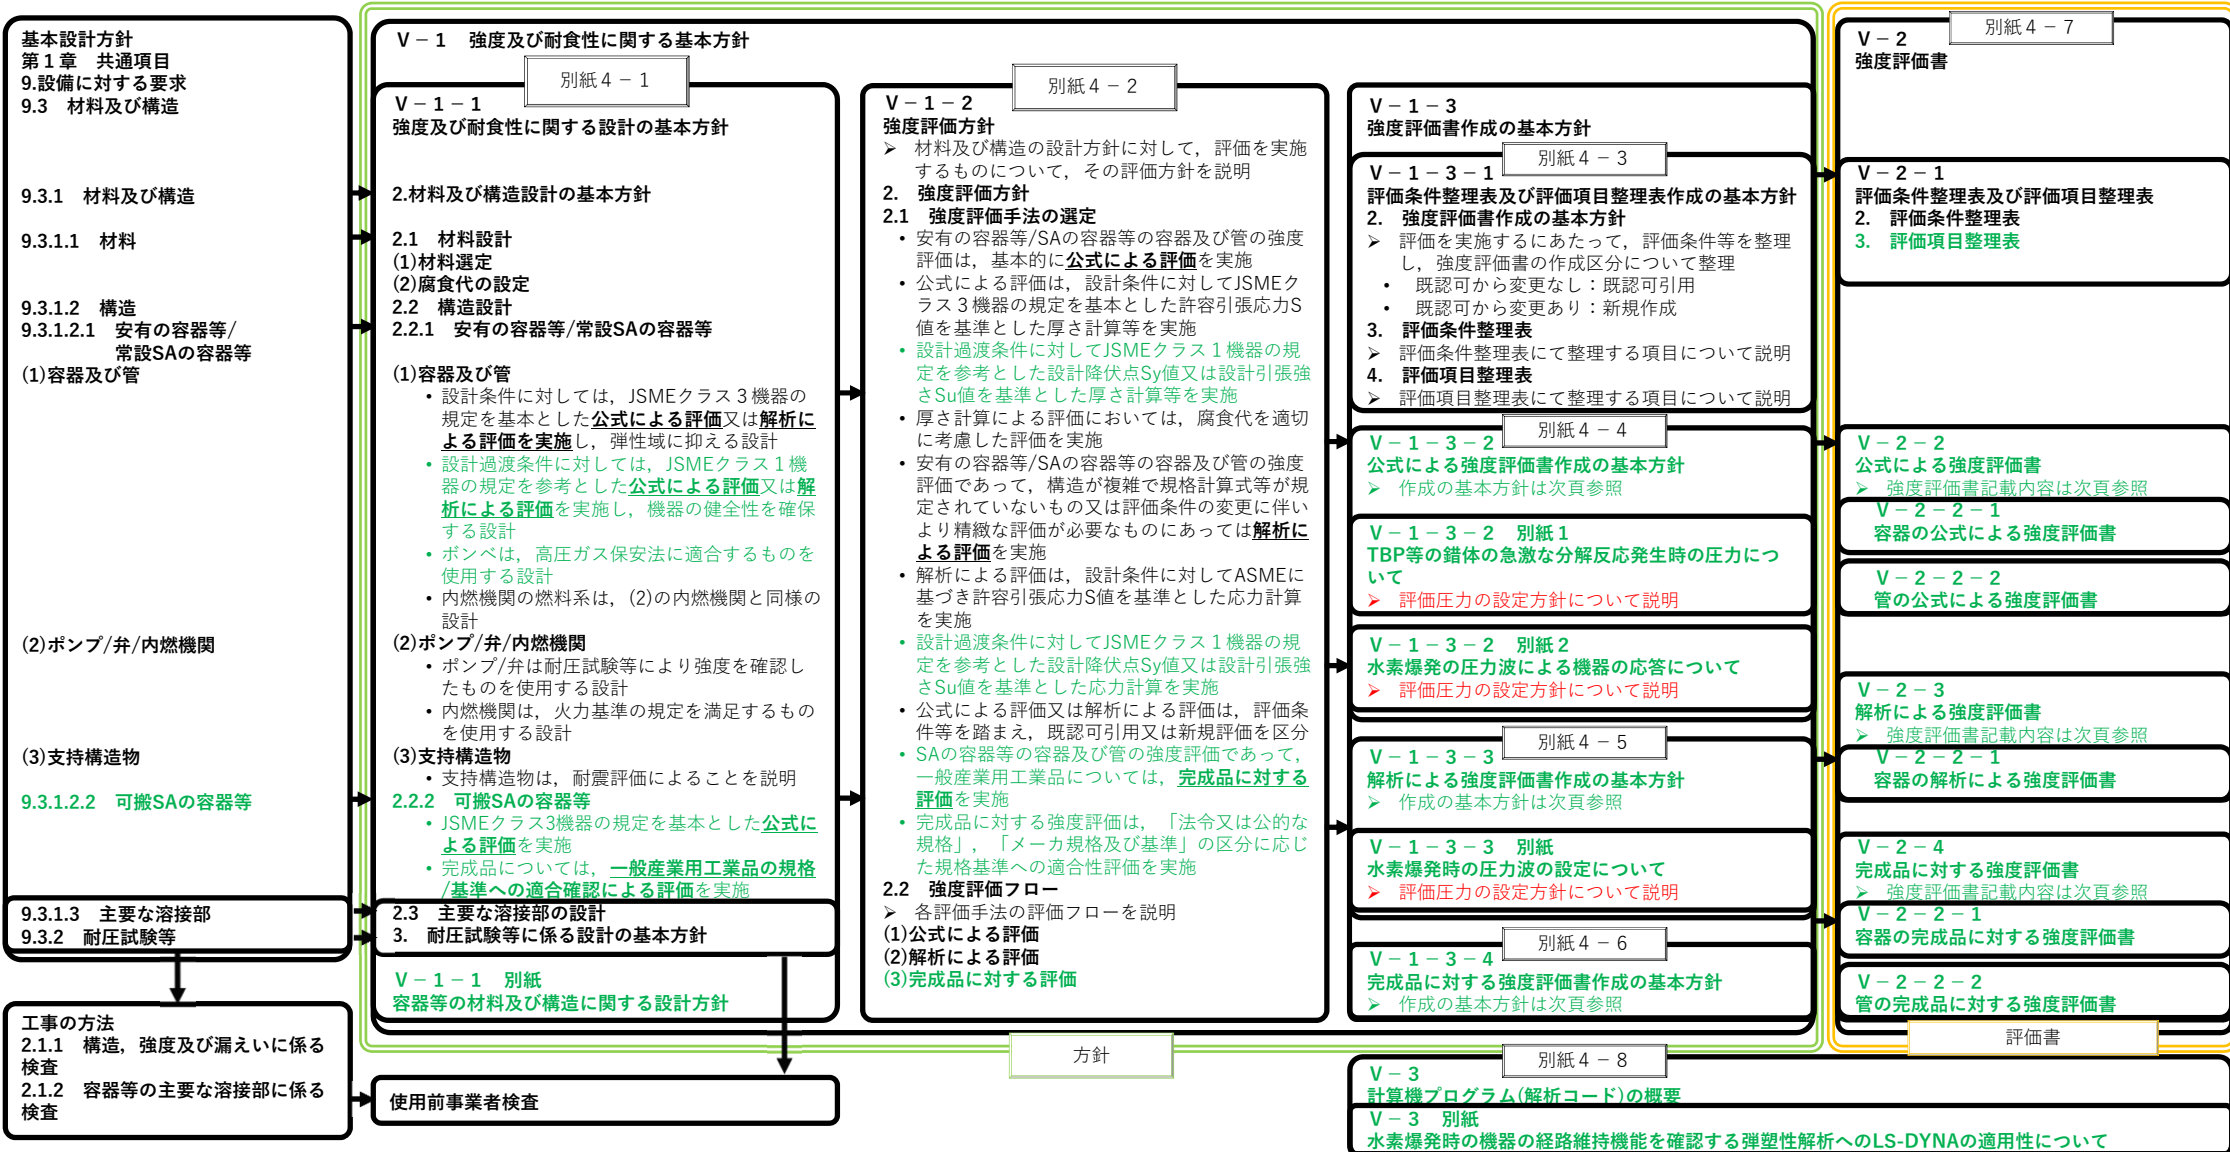 基本設計方針
第１章　共通項目
9.設備に対する要求
9.3　材料及び構造
9.3.1　材料及び構造
9.3.1.1　材料
9.3.1.2　構造
9.3.1.2.1　安有の容器等/
常設SAの容器等
(1)容器及び管
(2)ポンプ/弁/内燃機関
(3)支持構造物
9.3.1.2.2　可搬SAの容器等
9.3.1.3　主要な溶接部
9.3.2　耐圧試験等
工事の方法
2.1.1　構造，強度及び漏えいに係る
検査
2.1.2　容器等の主要な溶接部に係る
検査
Ⅴ－１　強度及び耐食性に関する基本方針
別紙４－１
Ⅴ－１－１
強度及び耐食性に関する設計の基本方針
2.材料及び構造設計の基本方針
2.1　材料設計
(1)材料選定
(2)腐食代の設定
2.2　構造設計
2.2.1　安有の容器等/常設SAの容器等
(1)容器及び管
・設計条件に対しては，JSMEクラス３機器の
規定を基本とした公式による評価又は解析に
よる評価を実施し，弾性域に抑える設計
・設計過渡条件に対しては，JSMEクラス１機
器の規定を参考とした公式による評価又は解
析による評価を実施し，機器の健全性を確保
する設計
・ボンベは，高圧ガス保安法に適合するものを
使用する設計
・内燃機関の燃料系は，(2)の内燃機関と同様の
設計
(2)ポンプ/弁/内燃機関
・ポンプ/弁は耐圧試験等により強度を確認し
たものを使用する設計
・内燃機関は，火力基準の規定を満足するもの
を使用する設計
(3)支持構造物
・支持構造物は，耐震評価によることを説明
2.2.2　可搬SAの容器等
・JSMEクラス3機器の規定を基本とした公式に
よる評価を実施
・完成品については，一般産業用工業品の規格
/基準への適合確認による評価を実施
2.3　主要な溶接部の設計
3.　耐圧試験等に係る設計の基本方針
Ⅴ－１－１　別紙
容器等の材料及び構造に関する設計方針
使用前事業者検査
別紙４－２
Ⅴ－１－２
強度評価方針
➢ 材料及び構造の設計方針に対して，評価を実施
するものについて，その評価方針を説明
2.　強度評価方針
2.1　強度評価手法の選定
・安有の容器等/SAの容器等の容器及び管の強度
評価は，基本的に公式による評価を実施
・公式による評価は，設計条件に対してJSMEク
ラス３機器の規定を基本とした許容引張応力S
値を基準とした厚さ計算等を実施
・設計過渡条件に対してJSMEクラス１機器の規
定を参考とした設計降伏点Sy値又は設計引張強
さSu値を基準とした厚さ計算等を実施
・厚さ計算による評価においては，腐食代を適切
に考慮した評価を実施
・安有の容器等/SAの容器等の容器及び管の強度
評価であって，構造が複雑で規格計算式等が規
定されていないもの又は評価条件の変更に伴い
より精緻な評価が必要なものにあっては解析に
よる評価を実施
・解析による評価は，設計条件に対してASMEに
基づき許容引張応力S値を基準とした応力計算
を実施
・設計過渡条件に対してJSMEクラス１機器の規
定を参考とした設計降伏点Sy値又は設計引張強
さSu値を基準とした応力計算を実施
・公式による評価又は解析による評価は，評価条
件等を踏まえ，既認可引用又は新規評価を区分
・SAの容器等の容器及び管の強度評価であって，
一般産業用工業品については，完成品に対する
評価を実施
・完成品に対する強度評価は，「法令又は公的な
規格」，「メーカ規格及び基準」の区分に応じ
た規格基準への適合性評価を実施
2.2　強度評価フロー
➢ 各評価手法の評価フローを説明
(1)公式による評価
(2)解析による評価
(3)完成品に対する評価
方針
Ⅴ－１－３
強度評価書作成の基本方針
別紙４－３
Ⅴ－１－３－１
評価条件整理表及び評価項目整理表作成の基本方針
2.　強度評価書作成の基本方針
➢ 評価を実施するにあたって，評価条件等を整理
し，強度評価書の作成区分について整理
・ 既認可から変更なし：既認可引用
・ 既認可から変更あり：新規作成
3.　評価条件整理表
➢ 評価条件整理表にて整理する項目について説明
4.　評価項目整理表
➢ 評価項目整理表にて整理する項目について説明
別紙４－４
Ⅴ－１－３－２
公式による強度評価書作成の基本方針
➢ 作成の基本方針は次頁参照
Ⅴ－１－３－２　別紙１
TBP等の錯体の急激な分解反応発生時の圧力につ
いて
➢ 評価圧力の設定方針について説明
Ⅴ－１－３－２　別紙２
水素爆発の圧力波による機器の応答について
➢ 評価圧力の設定方針について説明
別紙４－５
Ⅴ－１－３－３
解析による強度評価書作成の基本方針
➢ 作成の基本方針は次頁参照
Ⅴ－１－３－３　別紙
水素爆発時の圧力波の設定について
➢ 評価圧力の設定方針について説明
別紙４－６
Ⅴ－１－３－４
完成品に対する強度評価書作成の基本方針
➢ 作成の基本方針は次頁参照
別紙４－８
Ⅴ－３
計算機プログラム(解析コード)の概要
Ⅴ－３　別紙
水素爆発時の機器の経路維持機能を確認する弾塑性解析へのLS-DYNAの適用性について
別紙４－７
Ⅴ－２
強度評価書
Ⅴ－２－１
評価条件整理表及び評価項目整理表
2.　評価条件整理表
3.　評価項目整理表
Ⅴ－２－２
公式による強度評価書
➢ 強度評価書記載内容は次頁参照
Ⅴ－２－２－１
容器の公式による強度評価書
Ⅴ－２－２－２
管の公式による強度評価書
Ⅴ－２－３
解析による強度評価書
➢ 強度評価書記載内容は次頁参照
Ⅴ－２－２－１
容器の解析による強度評価書
Ⅴ－２－４
完成品に対する強度評価書
➢ 強度評価書記載内容は次頁参照
Ⅴ－２－２－１
容器の完成品に対する強度評価書
Ⅴ－２－２－２
管の完成品に対する強度評価書
評価書